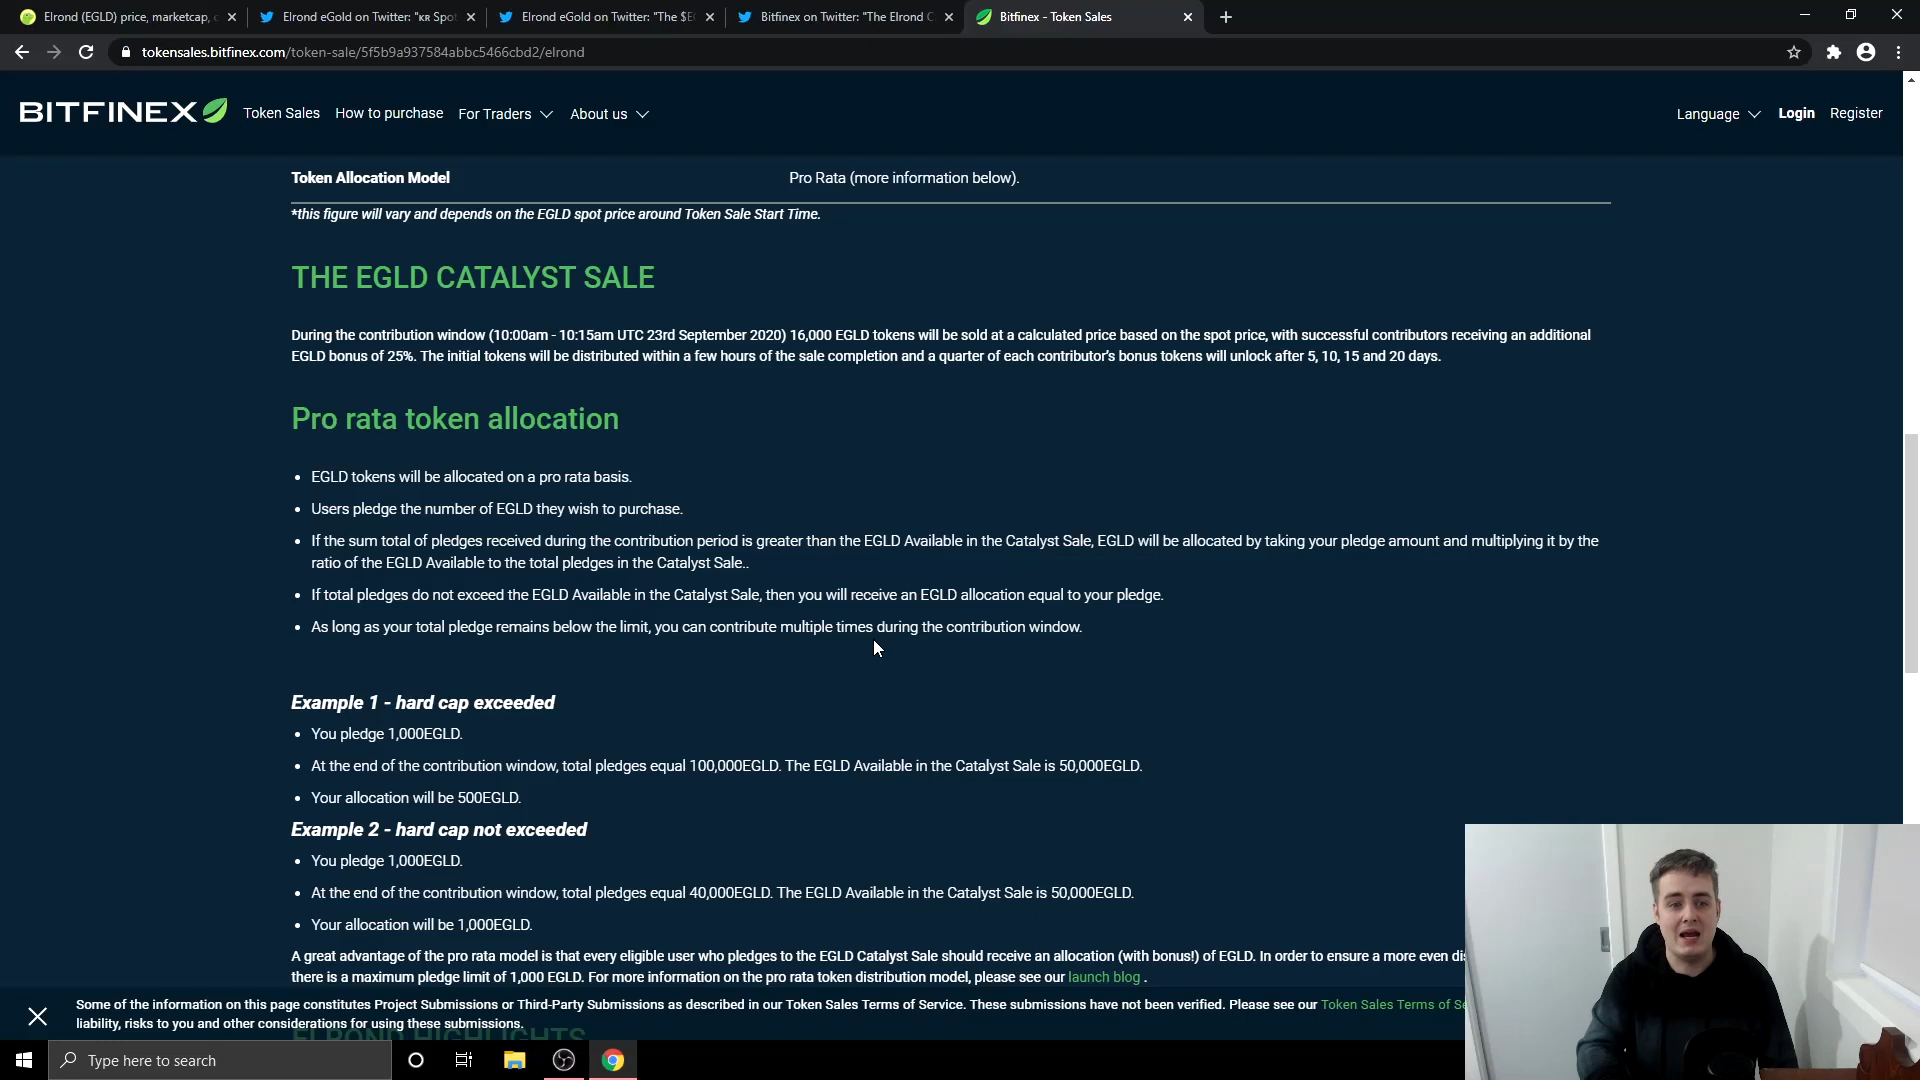 Elrond (EGLD) price, marketcap, c
Elrond eGold on Twitter: "KR Spot
Elrond eGold on Twitter: "The $E
Bitfinex on Twitter: "The Elrond C
Bitfinex - Token Sales
tokensales.bitfinex.com/token-sale/5f5b9a937584abbc5466cbd2/elrond
BITFINEX
Token Sales
How to purchase
For Traders
About us
Language
Login
Register
Token Allocation Model
Pro Rata (more information below).
*this figure will vary and depends on the EGLD spot price around Token Sale Start Time.
THE EGLD CATALYST SALE
During the contribution window (10:00am - 10:15am UTC 23rd September 2020) 16,000 EGLD tokens will be sold at a calculated price based on the spot price, with successful contributors receiving an additional
EGLD bonus of 25%. The initial tokens will be distributed within a few hours of the sale completion and a quarter of each contributor's bonus tokens will unlock after 5, 10, 15 and 20 days.
Pro rata token allocation
• EGLD tokens will be allocated on a pro rata basis.
• Users pledge the number of EGLD they wish to purchase.
• If the sum total of pledges received during the contribution period is greater than the EGLD Available in the Catalyst Sale, EGLD will be allocated by taking your pledge amount and multiplying it by the
ratio of the EGLD Available to the total pledges in the Catalyst Sale..
• If total pledges do not exceed the EGLD Available in the Catalyst Sale, then you will receive an EGLD allocation equal to your pledge.
• As long as your total pledge remains below the limit, you can contribute multiple times during the contribution window.
Example 1 - hard cap exceeded
• You pledge 1,000EGLD.
• At the end of the contribution window, total pledges equal 100,000EGLD. The EGLD Available in the Catalyst Sale is 50,000EGLD.
• Your allocation will be 500EGLD.
Example 2 - hard cap not exceeded
• You pledge 1,000EGLD.
• At the end of the contribution window, total pledges equal 40,000EGLD. The EGLD Available in the Catalyst Sale is 50,000EGLD.
• Your allocation will be 1,000EGLD.
A great advantage of the pro rata model is that every eligible user who pledges to the EGLD Catalyst Sale should receive an allocation (with bonus!) of EGLD. In order to ensure a more even di
there is a maximum pledge limit of 1,000 EGLD. For more information on the pro rata token distribution model, please see our launch blog .
Some of the information on this page constitutes Project Submissions or Third-Party Submissions as described in our Token Sales Terms of Service. These submissions have not been verified. Please see our Token Sales Terms of Se
liability, risks to you and other considerations for using these submissions.
ELROND HIGHLIGHTS
Type here to search